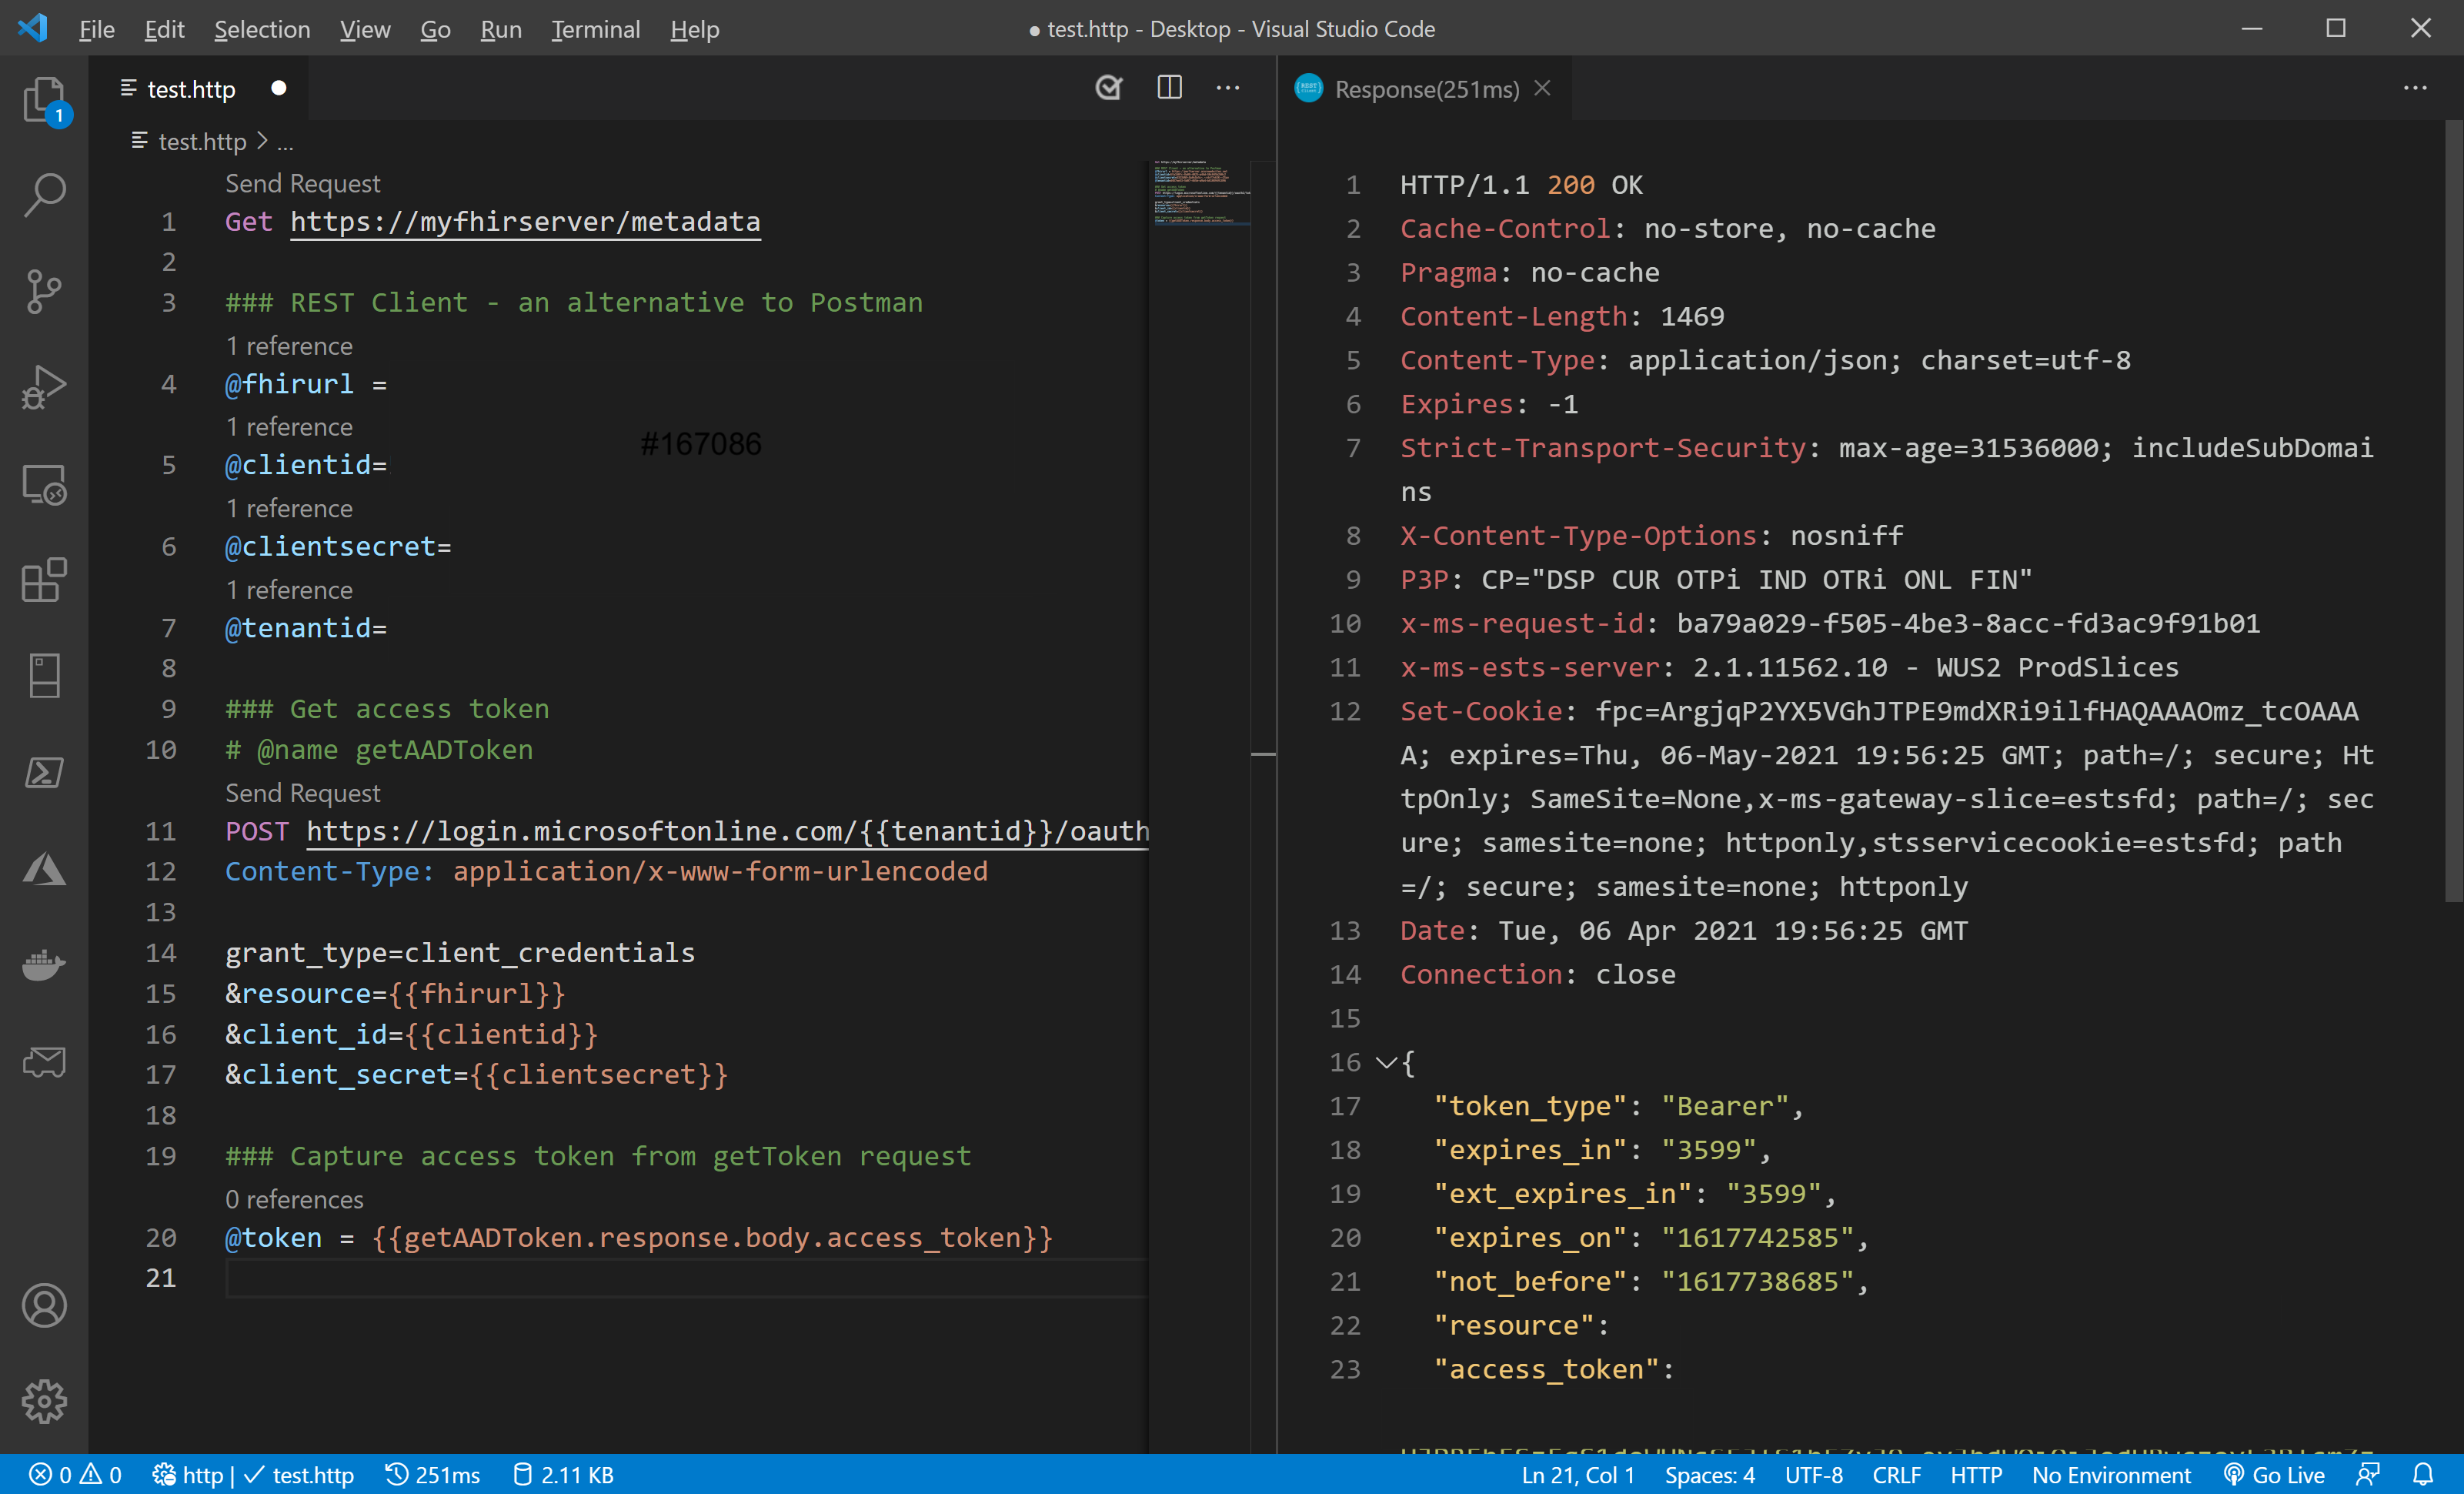 File Edit Selection View Go Run Terminal Help
● test.http - Desktop - Visual Studio Code
1
test.http
test.http > ...
Send Request
1 Get https://myfhirserver/metadata
2
3 ### REST Client - an alternative to Postman
1 reference
4 @fhirurl =
1 reference
#167086
5 @clientid=
1 reference
6 @clientsecret=
1 reference
7 @tenantid=
8
9 ### Get access token
10 # @name getAADToken
Send Request
11 POST https://login.microsoftonline.com/{{tenantid}}/oauth
12 Content-Type: application/x-www-form-urlencoded
13
14 grant_type=client_credentials
15 &resource={{fhirurl}}
16 &client_id={{clientid}}
17 &client_secret={{clientsecret}}
18
19 ### Capture access token from getToken request
0 references
20 @token = {{getAADToken.response.body.access_token}}
21
Response(251ms)
1 HTTP/1.1 200 OK
2 Cache-Control: no-store, no-cache
3 Pragma: no-cache
4 Content-Length: 1469
5 Content-Type: application/json; charset=utf-8
6 Expires: -1
7 Strict-Transport-Security: max-age=31536000; includeSubDomai
ns
8 X-Content-Type-Options: nosniff
9 P3P: CP="DSP CUR OTPi IND OTRi ONL FIN"
10 x-ms-request-id: ba79a029-f505-4be3-8acc-fd3ac9f91b01
11 x-ms-ests-server: 2.1.11562.10 - WUS2 ProdSlices
12 Set-Cookie: fpc=ArgjqP2YX5VGhJTPE9mdXRi9ilfHAQAAAOmz_tcOAAA
A; expires=Thu, 06-May-2021 19:56:25 GMT; path=/; secure; Ht
tpOnly; SameSite=None,x-ms-gateway-slice=estsfd; path=/; sec
ure; samesite=none; httponly,stsservicecookie=estsfd; path
=/; secure; samesite=none; httponly
13 Date: Tue, 06 Apr 2021 19:56:25 GMT
14 Connection: close
15
16 {
17 "token_type": "Bearer",
18 "expires_in": "3599",
19 "ext_expires_in": "3599",
20 "expires_on": "1617742585",
21 "not_before": "1617738685",
22 "resource":
23 "access_token":
0 0 http | ✓ test.http 251ms 2.11 KB
Ln 21, Col 1 Spaces: 4 UTF-8 CRLF HTTP No Environment Go Live